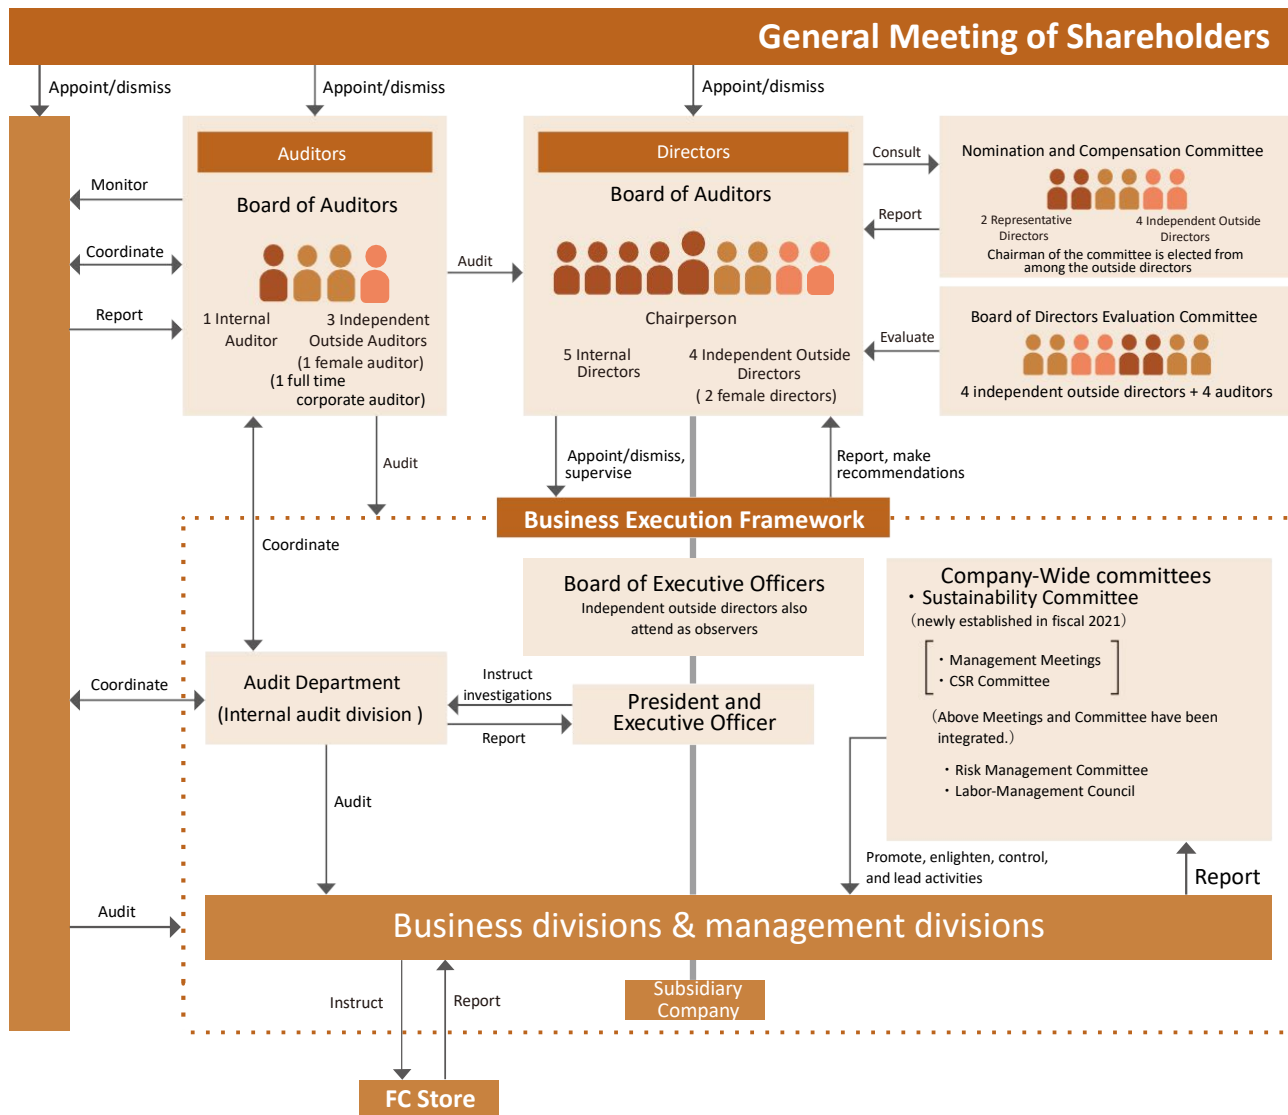 General Meeting of Shareholders
Appoint/dismiss
Appoint/dismiss
Appoint/dismiss
Auditors
Board of Auditors
1 Internal
Auditor
3 Independent
Outside Auditors
(1 female auditor)
(1 full time
corporate auditor)
Monitor
Coordinate
Report
Audit
Directors
Board of Auditors
Chairperson
5 Internal
Directors
4 Independent Outside
Directors
( 2 female directors)
Consult
Report
Evaluate
Nomination and Compensation Committee
2 Representative
Directors
4 Independent Outside
Directors
Chairman of the committee is elected from
among the outside directors
Board of Directors Evaluation Committee
4 independent outside directors + 4 auditors
Audit
Appoint/dismiss,
supervise
Report, make
recommendations
Business Execution Framework
Coordinate
Board of Executive Officers
Independent outside directors also
attend as observers
Company-Wide committees
・Sustainability Committee
（newly established in fiscal 2021）
・Management Meetings
・CSR Committee
（Above Meetings and Committee have been
integrated.）
・Risk Management Committee
・Labor-Management Council
Coordinate
Audit Department
(Internal audit division )
Instruct
investigations
Report
President and
Executive Officer
Audit
Promote, enlighten, control,
and lead activities
Report
Audit
Business divisions & management divisions
Subsidiary
Company
Instruct
Report
FC Store